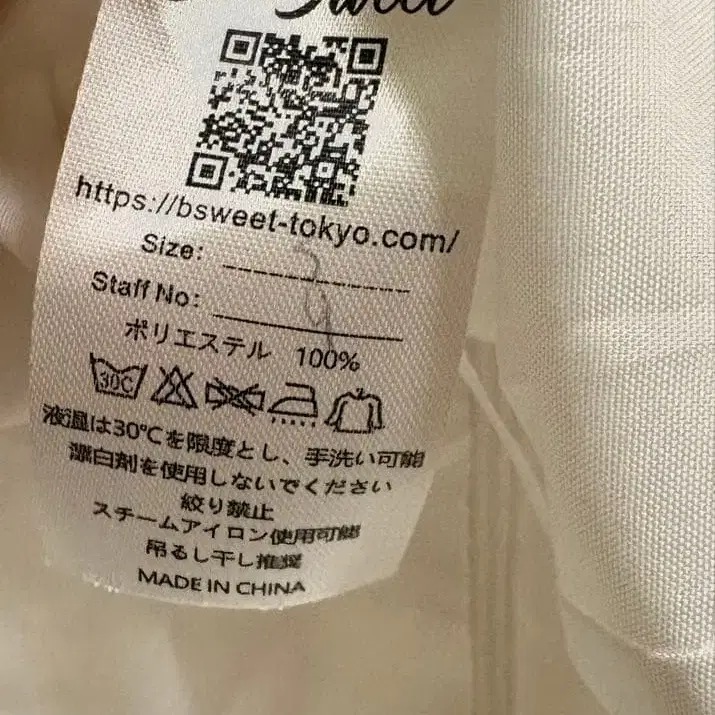 Sweet
https://bsweet-tokyo.com/
Size:
Staff No:
ポリエステル 100%
30C
液温は30℃を限度とし、手洗い可能
漂白剤を使用しないでください
絞り禁止
スチームアイロン使用可能
吊るし干し推奨
MADE IN CHINA